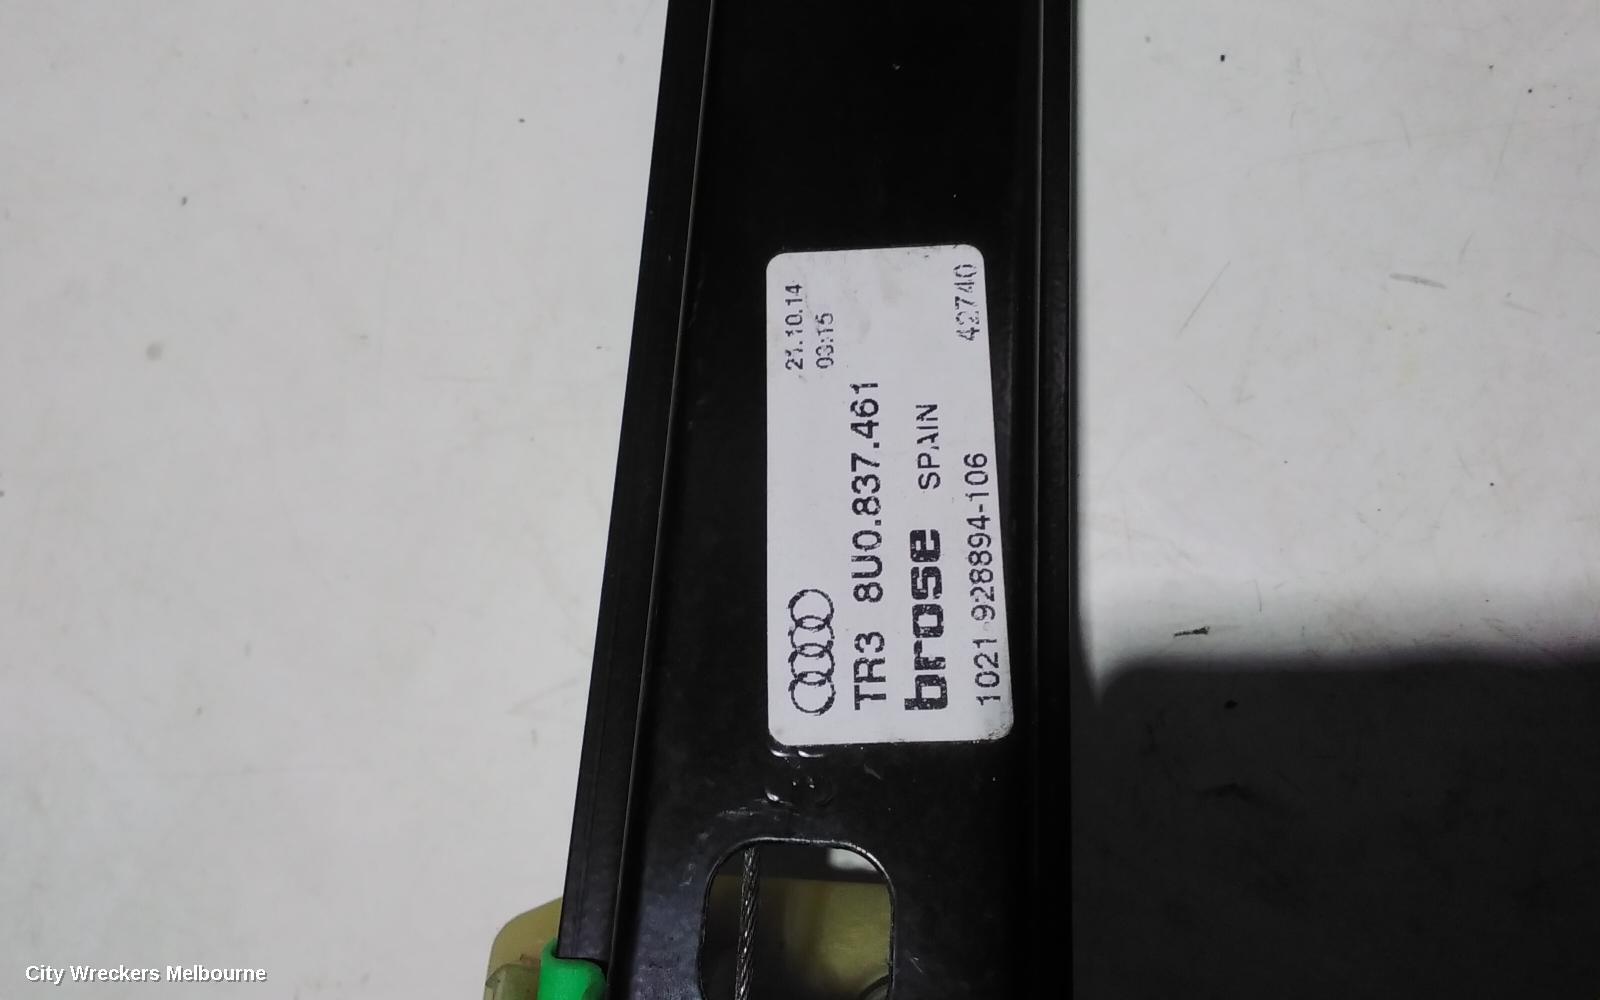 21.10.14
03:15
TR3 8U0.837.461
brose SPAIN
1021-928894-106 42740
City Wreckers Melbourne